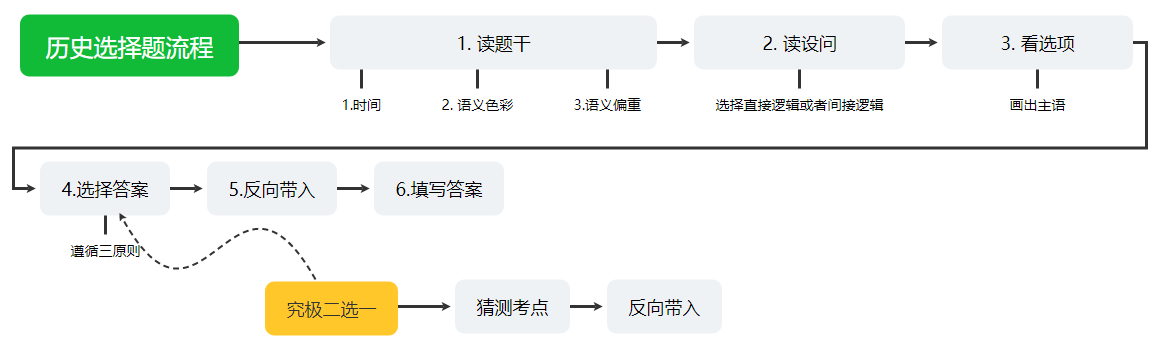 历史选择题流程
1. 读题干
2. 读设问
3. 看选项
1.时间
2. 语义色彩
3.语义偏重
选择直接逻辑或者间接逻辑
画出主语
4.选择答案
5.反向带入
6.填写答案
遵循三原则
究极二选一
猜测考点
反向带入